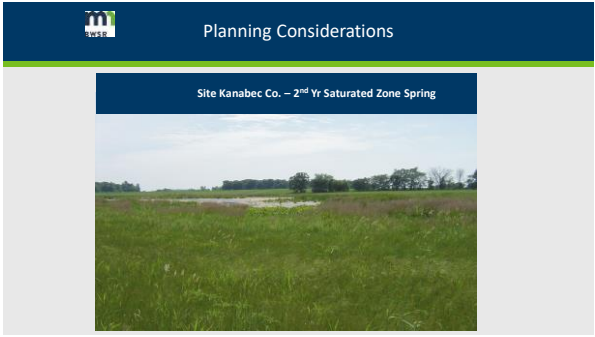 BWSR
Planning Considerations
Site Kanabec Co. – 2nd Yr Saturated Zone Spring